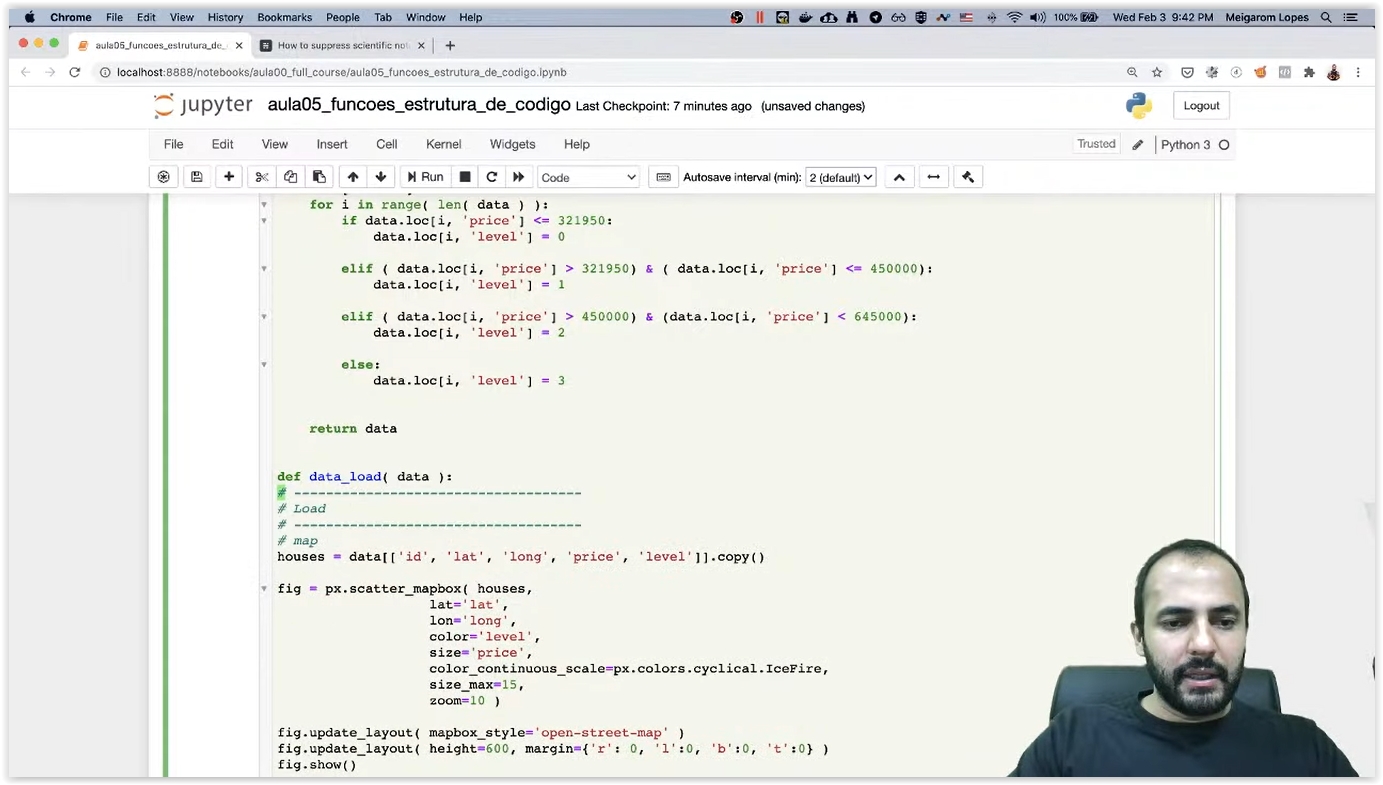 Chrome File Edit View History Bookmarks People Tab Window Help 100% Wed Feb 3 9:42 PM Meigarom Lopes
aula05_funcoes_estrutura_de_ How to suppress scientific not
localhost:8888/notebooks/aula00_full_course/aula05_funcoes_estrutura_de_codigo.ipynb
jupyter aula05_funcoes_estrutura_de_codigo Last Checkpoint: 7 minutes ago (unsaved changes) Logout
File Edit View Insert Cell Kernel Widgets Help Trusted Python 3
Run Code Autosave interval (min): 2 (default)
for i in range( len( data ) ):
if data.loc[i, 'price'] <= 321950:
data.loc[i, 'level'] = 0
elif ( data.loc[i, 'price'] > 321950) & ( data.loc[i, 'price'] <= 450000):
data.loc[i, 'level'] = 1
elif ( data.loc[i, 'price'] > 450000) & (data.loc[i, 'price'] < 645000):
data.loc[i, 'level'] = 2
else:
data.loc[i, 'level'] = 3
return data
def data_load( data ):
# ------------------------------------
# Load
# ------------------------------------
# map
houses = data[['id', 'lat', 'long', 'price', 'level']].copy()
fig = px.scatter_mapbox( houses,
lat='lat',
lon='long',
color='level',
size='price',
color_continuous_scale=px.colors.cyclical.IceFire,
size_max=15,
zoom=10 )
fig.update_layout( mapbox_style='open-street-map' )
fig.update_layout( height=600, margin={'r': 0, 'l':0, 'b':0, 't':0} )
fig.show()